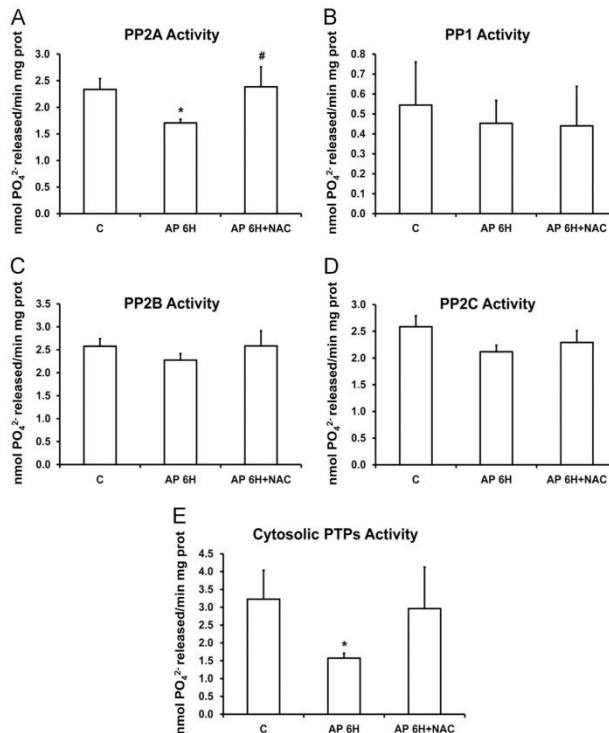 A
PP2A Activity
nmol PO₄²⁻ released/min mg prot
3.0
2.5
2.0
1.5
1.0
0.5
0.0
*
#
C AP 6H AP 6H+NAC
B
PP1 Activity
nmol PO₄²⁻ released/min mg prot
0.8
0.7
0.6
0.5
0.4
0.3
0.2
0.1
0.0
C AP 6H AP 6H+NAC
C
PP2B Activity
nmol PO₄²⁻ released/min mg prot
3.5
3.0
2.5
2.0
1.5
1.0
0.5
0.0
C AP 6H AP 6H+NAC
D
PP2C Activity
nmol PO₄²⁻ released/min mg prot
3.0
2.5
2.0
1.5
1.0
0.5
0.0
C AP 6H AP 6H+NAC
E
Cytosolic PTPs Activity
nmol PO₄²⁻ released/min mg prot
4.5
4.0
3.5
3.0
2.5
2.0
1.5
1.0
0.5
0.0
*
C AP 6H AP 6H+NAC